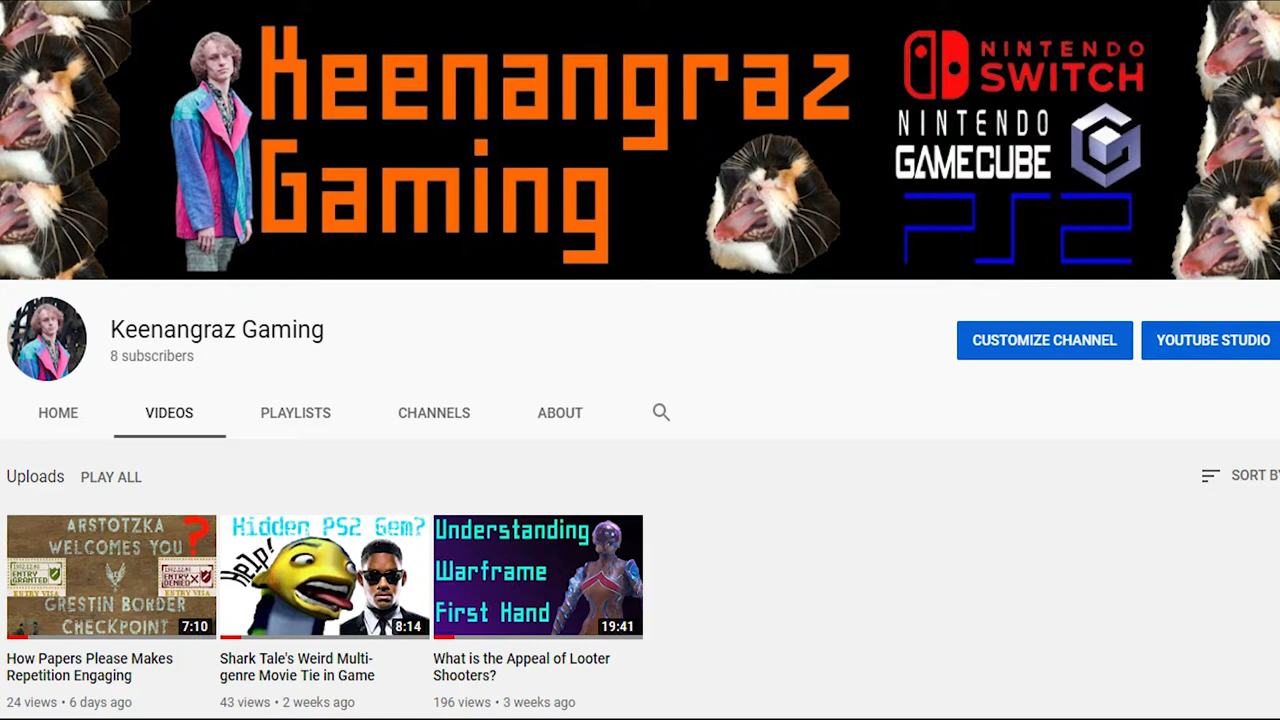 Keenangraz
Gaming
NINTENDO
SWITCH
NINTENDO
GAMECUBE
PS2
Keenangraz Gaming
8 subscribers
CUSTOMIZE CHANNEL
YOUTUBE STUDIO
HOME
VIDEOS
PLAYLISTS
CHANNELS
ABOUT
Uploads PLAY ALL
SORT BY
ARSTOTZKA
WELCOMES YOU
?
ENTRY
GRANTED
ENTRY VISA
ENTRY
DENIED
ENTRY VISA
GRESTIN BORDER
CHECKPOINT
7:10
Hidden PS2 Gem?
Help!
8:14
Understanding
Warframe
First Hand
19:41
How Papers Please Makes
Repetition Engaging
24 views • 6 days ago
Shark Tale's Weird Multi-
genre Movie Tie in Game
43 views • 2 weeks ago
What is the Appeal of Looter
Shooters?
196 views • 3 weeks ago